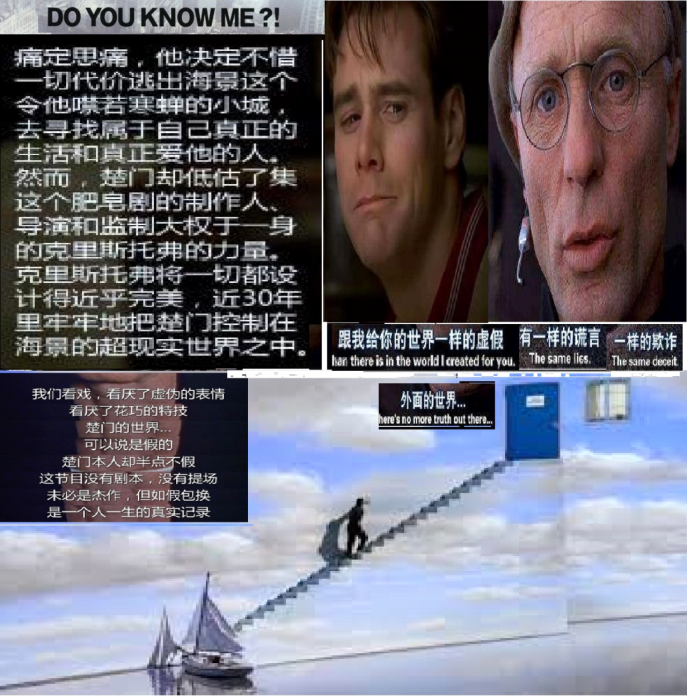 DO YOU KNOW ME ?!
痛定思痛，他决定不惜
一切代价逃出海景这个
令他噤若寒蝉的小城，
去寻找属于自己真正的
生活和真正爱他的人。
然而，楚门却低估了集
这个肥皂剧的制作人、
导演和监制大权于一身
的克里斯托弗的力量。
克里斯托弗将一切都设
计得近乎完美，近30年
里牢牢地把楚门控制在
海景的超现实世界之中。
跟我给你的世界一样的虚假
han there is in the world I created for you.
有一样的谎言
The same lies.
一样的欺诈
The same deceit.
我们看戏，看厌了虚伪的表情
看厌了花巧的特技
楚门的世界...
可以说是假的
楚门本人却半点不假
这节目没有剧本，没有提场
未必是杰作，但如假包换
是一个人一生的真实记录
外面的世界...
here's no more truth out there...